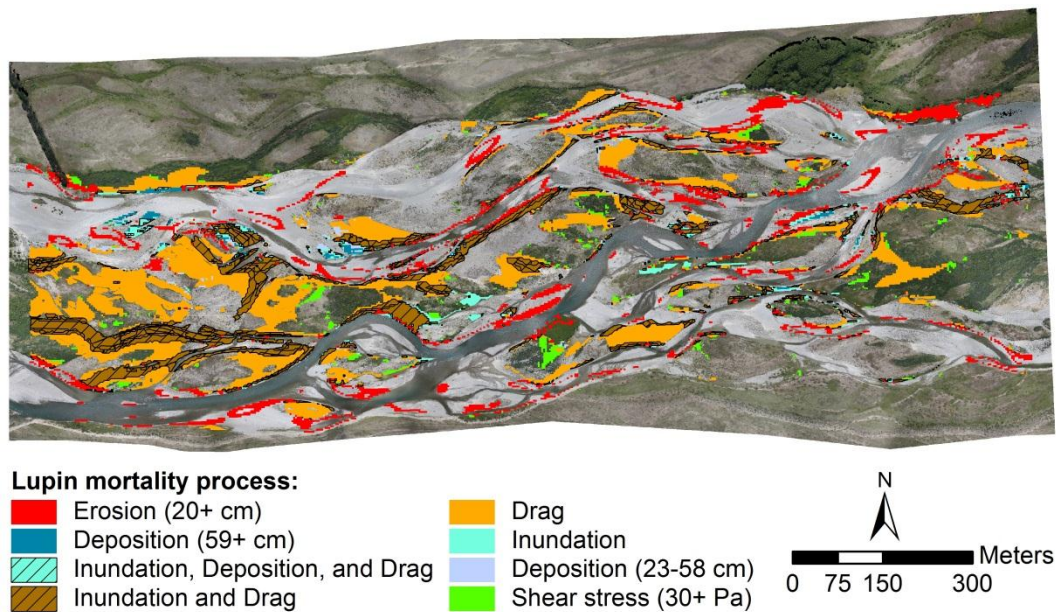 Lupin mortality process:
Erosion (20+ cm)
Deposition (59+ cm)
Inundation, Deposition, and Drag
Inundation and Drag
Drag
Inundation
Deposition (23-58 cm)
Shear stress (30+ Pa)
N
Meters
0 75 150 300